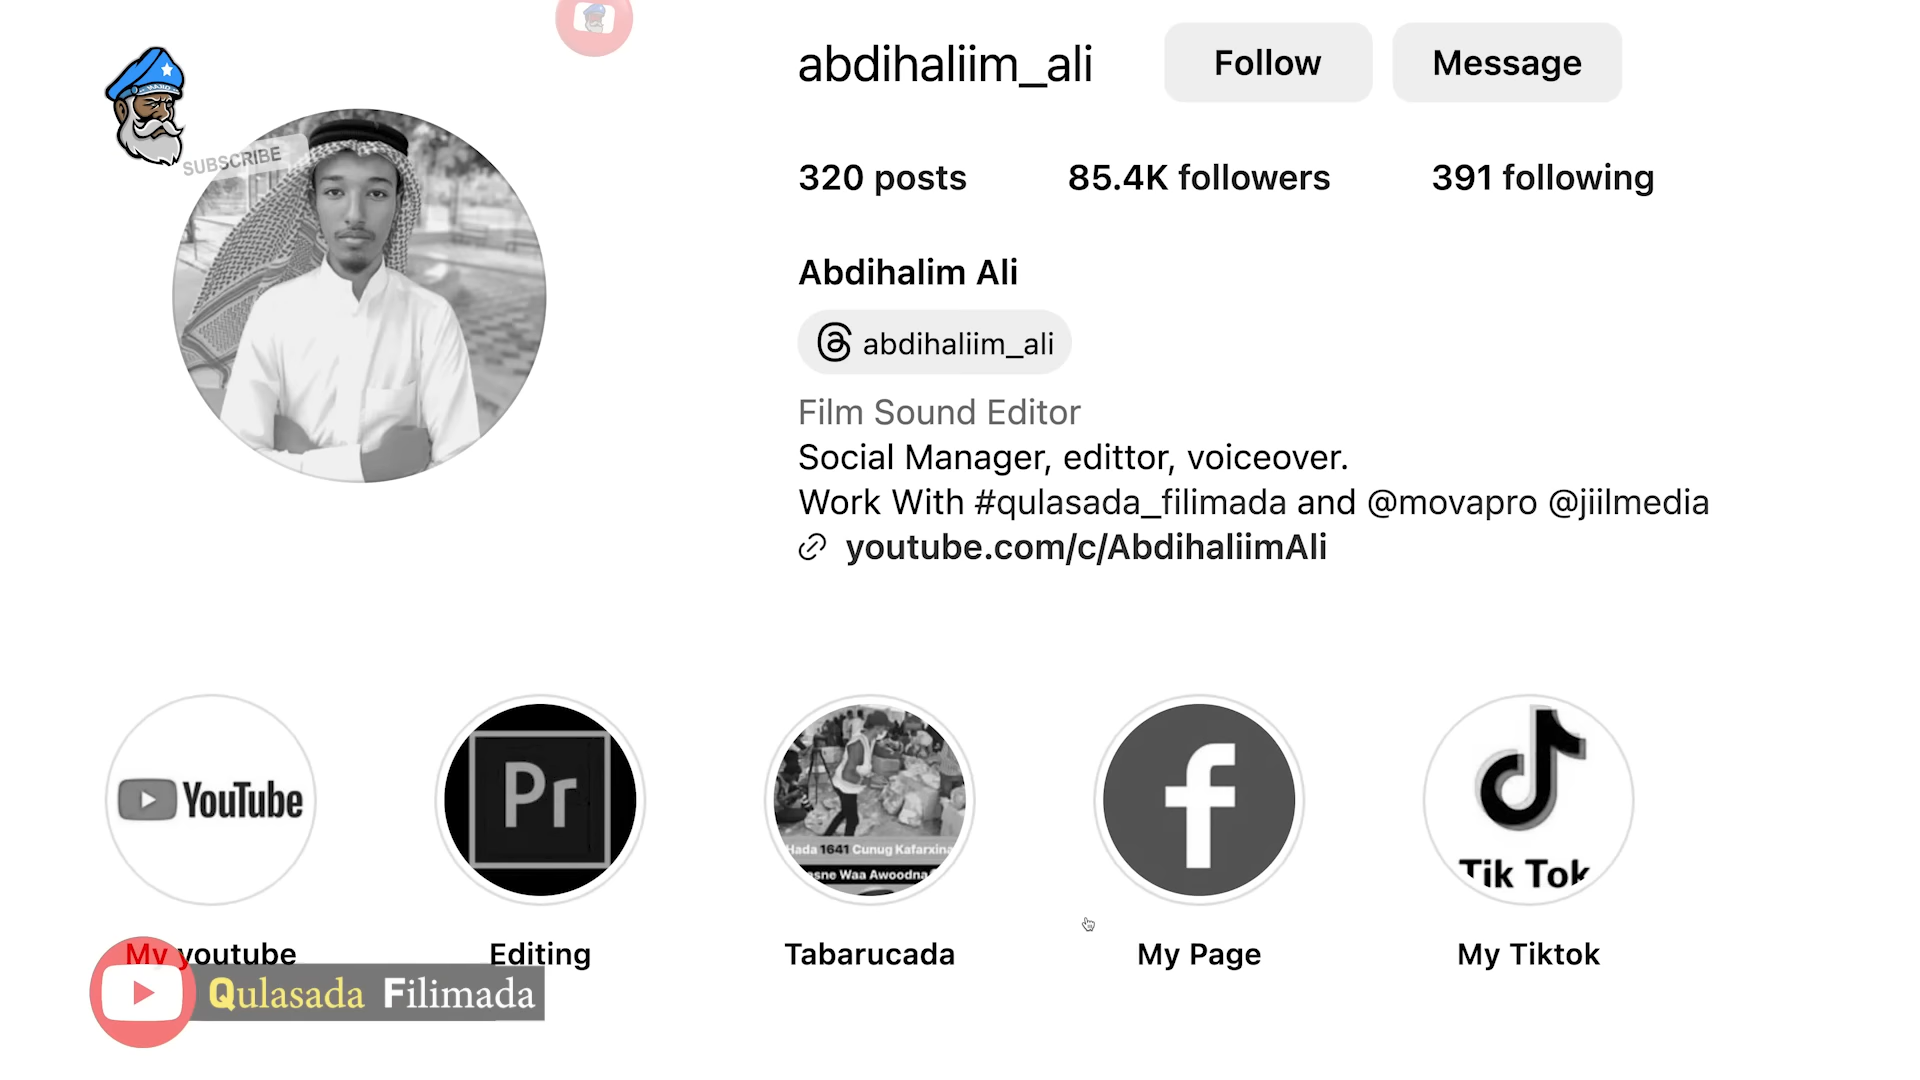 abdihaliim_ali
Follow
Message
SUBSCRIBE
320 posts
85.4K followers
391 following
Abdihalim Ali
abdihaliim_ali
Film Sound Editor
Social Manager, edittor, voiceover.
Work With #qulasada_filimada and @movapro @jiilmedia
youtube.com/c/AbdihaliimAli
YouTube
Pr
Hada 1641 Cunug Kafarxina
Waa Awoodna
f
Tik Tok
My youtube
Editing
Tabarucada
My Page
My Tiktok
Qulasada Filimada